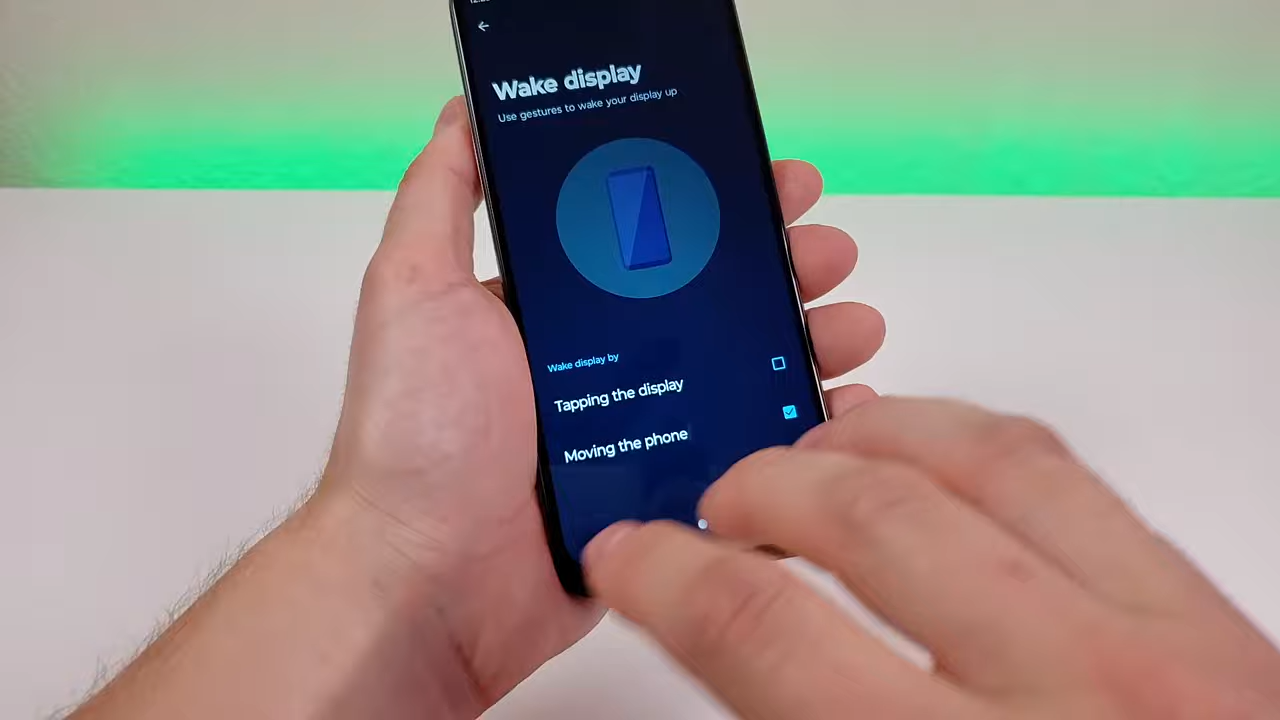 Wake display
Use gestures to wake your display up
Wake display by
Tapping the display
Moving the phone